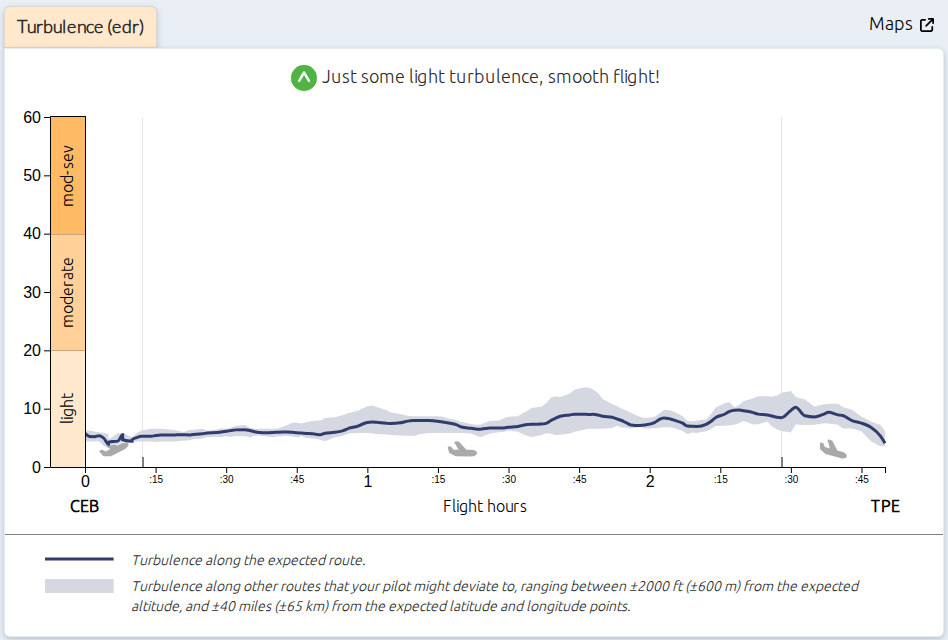 Turbulence (edr)
Maps
Just some light turbulence, smooth flight!
60
50
40
30
20
10
0
mod-sev
moderate
light
0 :15 :30 :45 1 :15 :30 :45 2 :15 :30 :45
CEB Flight hours TPE
Turbulence along the expected route.
Turbulence along other routes that your pilot might deviate to, ranging between ±2000 ft (±600 m) from the expected
altitude, and ±40 miles (±65 km) from the expected latitude and longitude points.